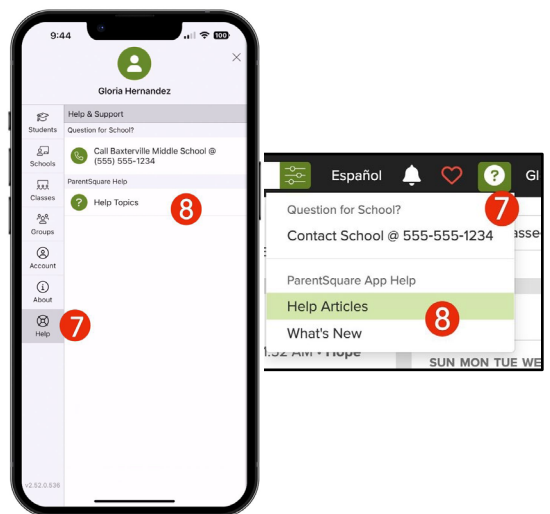 9:44
100
Gloria Hernandez
Help & Support
Students
Question for School?
Call Baxterville Middle School @
(555) 555-1234
Schools
ParentSquare Help
Classes
Help Topics
8
Groups
Account
About
Help
7
v2.52.0.536
Español
? Gl
7
Question for School?
Contact School @ 555-555-1234
asse
ParentSquare App Help
Help Articles
8
What's New
1:52 AM • Hope
SUN MON TUE WE